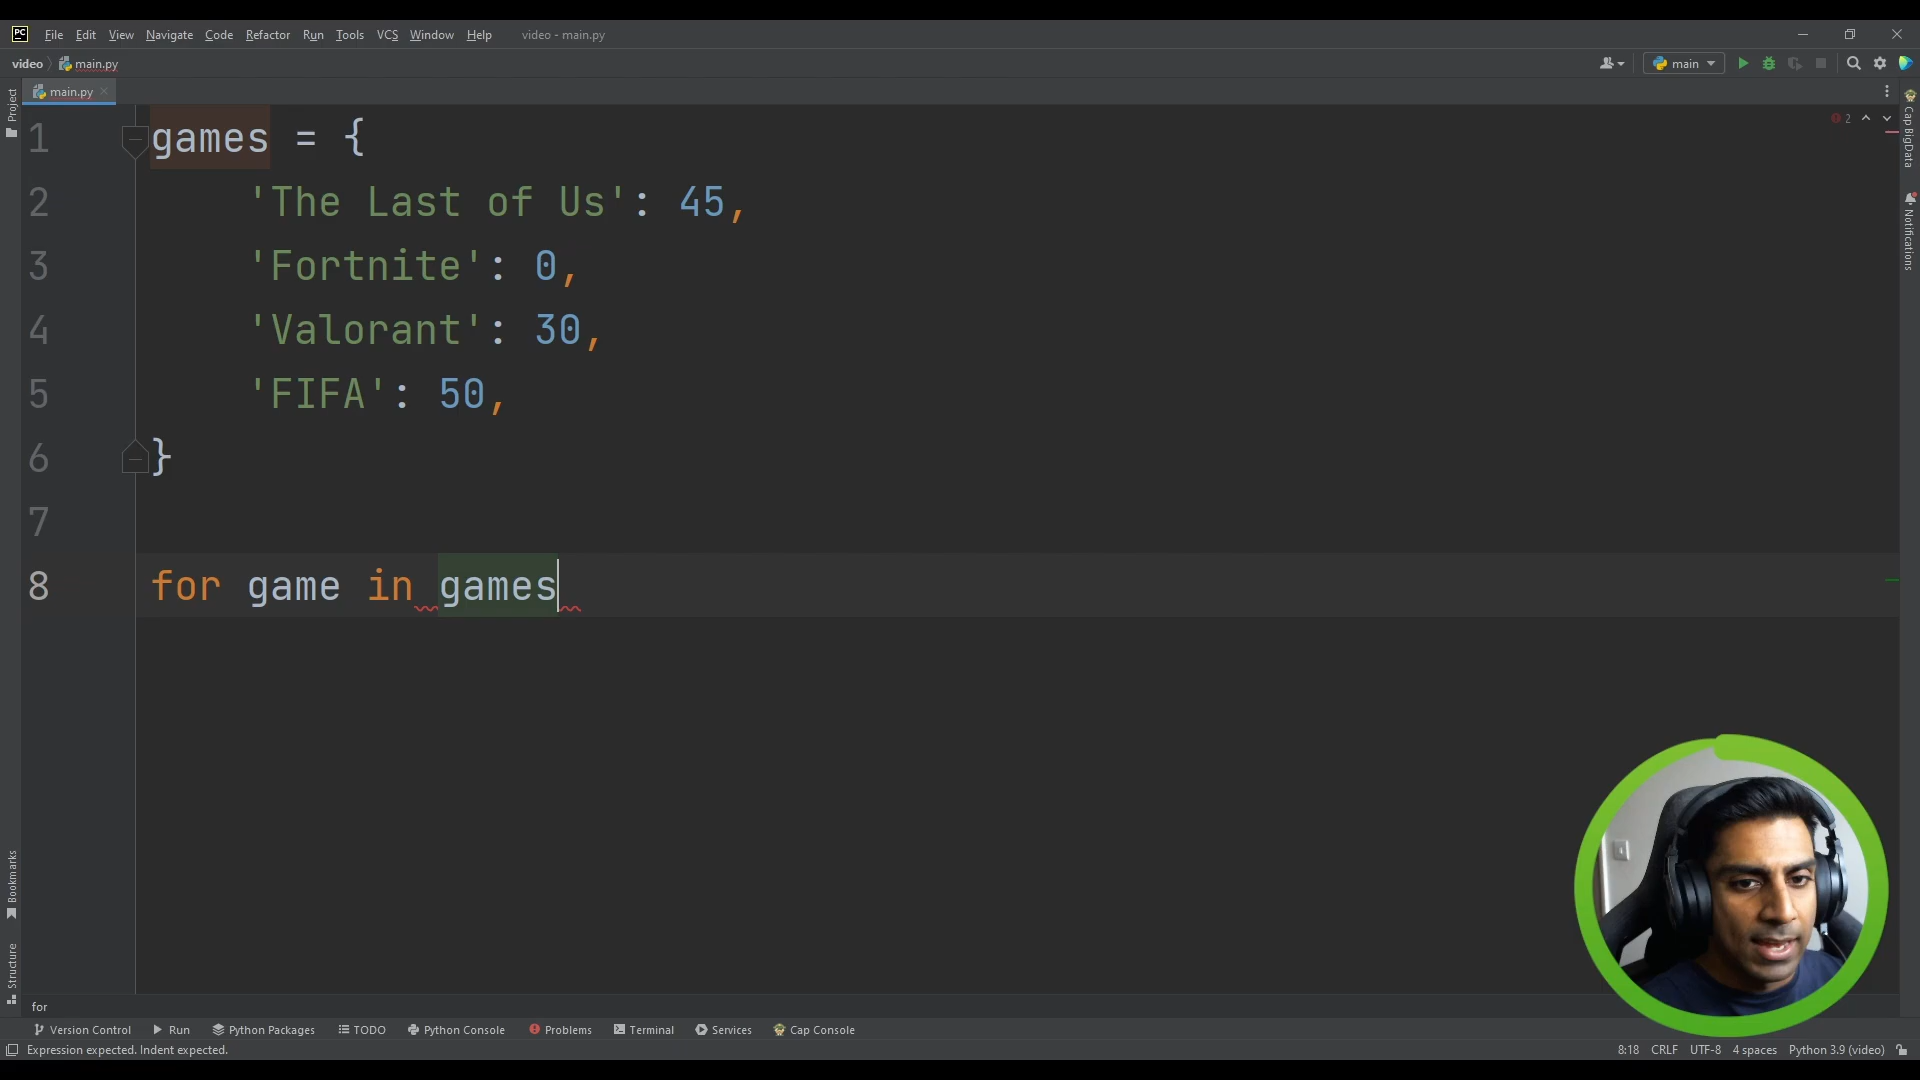 PC File Edit View Navigate Code Refactor Run Tools VCS Window Help video - main.py
video main.py main
main.py
Project
Cap BigData
Notifications
2
1 games = {
2 'The Last of Us': 45,
3 'Fortnite': 0,
4 'Valorant': 30,
5 'FIFA': 50,
6 }
7
8 for game in games
Bookmarks
Structure
for
Version Control Run Python Packages TODO Python Console Problems Terminal Services Cap Console
Expression expected. Indent expected. 8:18 CRLF UTF-8 4 spaces Python 3.9 (video)